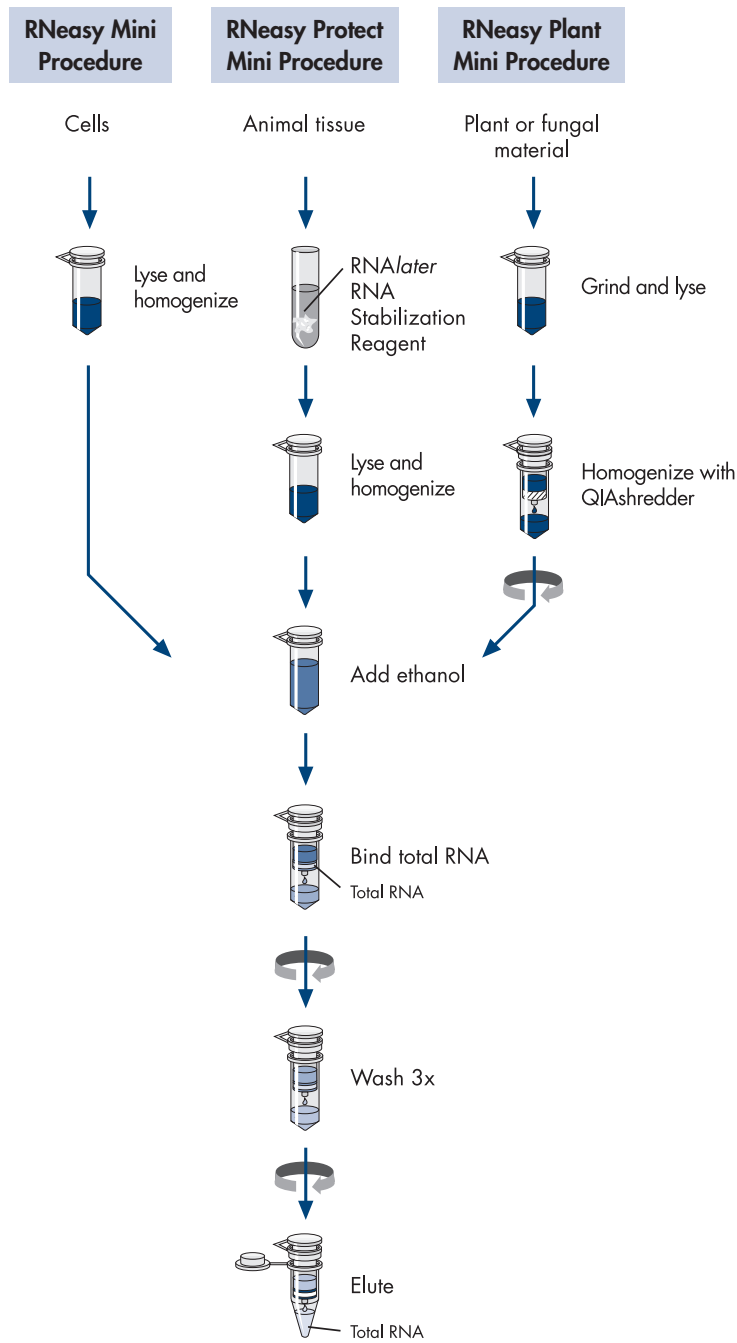 RNeasy Mini
Procedure
RNeasy Protect
Mini Procedure
RNeasy Plant
Mini Procedure
Cells
Animal tissue
Plant or fungal
material
Lyse and
homogenize
RNAlater
RNA
Stabilization
Reagent
Grind and lyse
Lyse and
homogenize
Homogenize with
QIAshredder
Add ethanol
Bind total RNA
Total RNA
Wash 3x
Elute
Total RNA